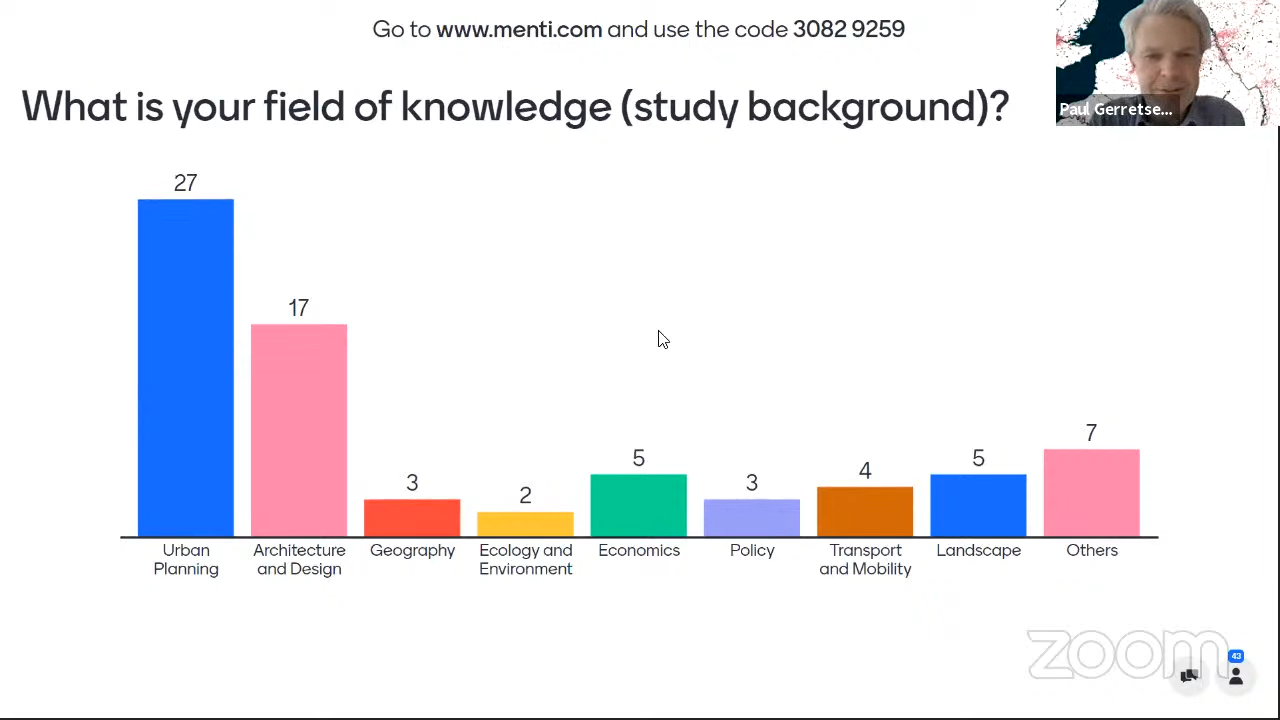 Go to www.menti.com and use the code 3082 9259
Paul Gerretse...
What is your field of knowledge (study background)?
27
17
3
2
5
3
4
5
7
Urban
Planning
Architecture
and Design
Geography
Ecology and
Environment
Economics
Policy
Transport
and Mobility
Landscape
Others
zoom
43